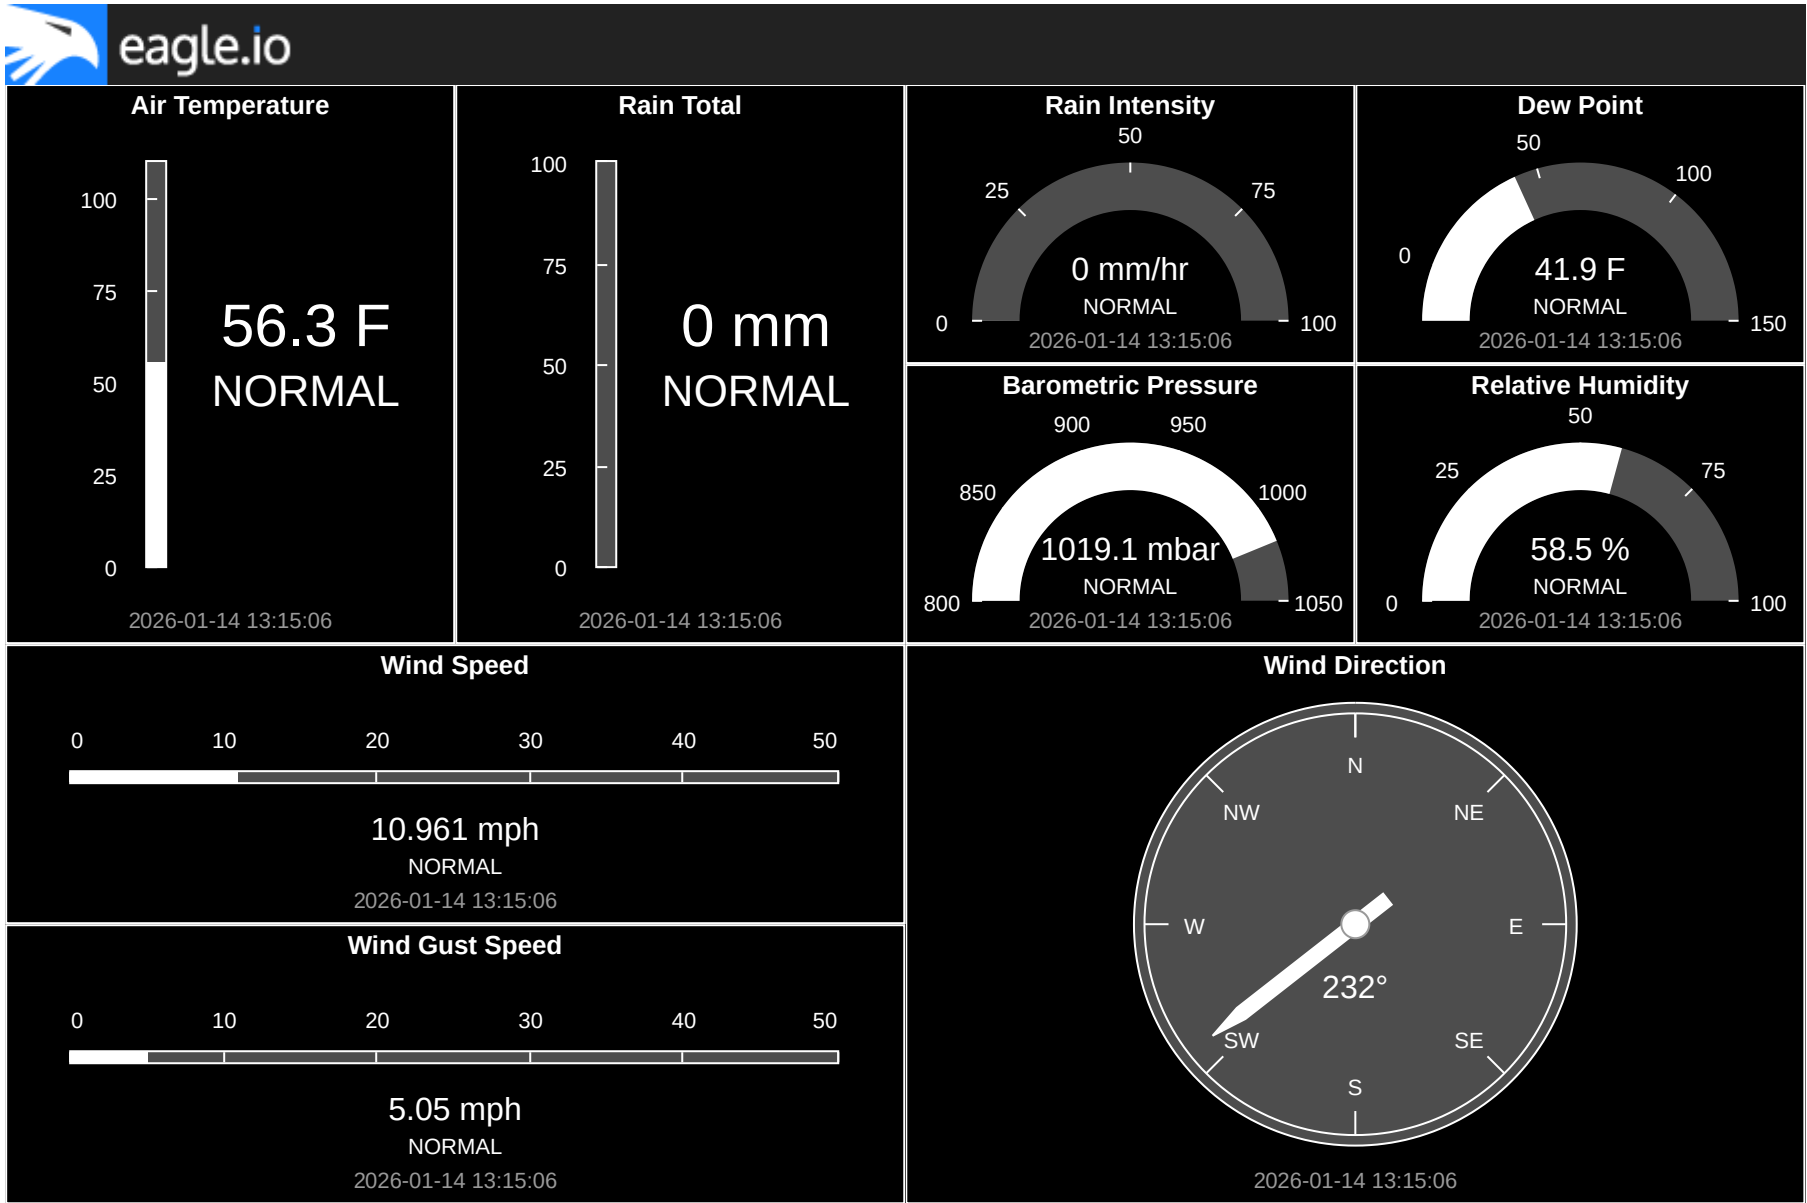 eagle.io
Air Temperature
100
75
50
25
0
56.3 F
NORMAL
2026-01-14 13:15:06
Rain Total
100
75
50
25
0
0 mm
NORMAL
2026-01-14 13:15:06
Rain Intensity
0
25
50
75
100
0 mm/hr
NORMAL
2026-01-14 13:15:06
Dew Point
0
50
100
150
41.9 F
NORMAL
2026-01-14 13:15:06
Barometric Pressure
800
850
900
950
1000
1050
1019.1 mbar
NORMAL
2026-01-14 13:15:06
Relative Humidity
0
25
50
75
100
58.5 %
NORMAL
2026-01-14 13:15:06
Wind Speed
0 10 20 30 40 50
10.961 mph
NORMAL
2026-01-14 13:15:06
Wind Gust Speed
0 10 20 30 40 50
5.05 mph
NORMAL
2026-01-14 13:15:06
Wind Direction
N
NW NE
W E
232°
SW SE
S
2026-01-14 13:15:06